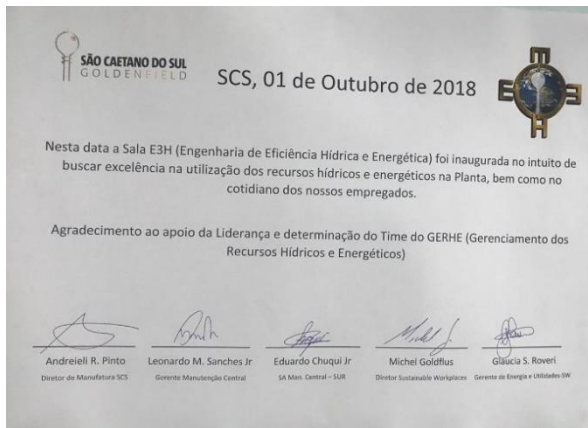 SÃO CAETANO DO SUL
GOLDENFIELD
SCS, 01 de Outubro de 2018
E
E
3
H
Nesta data a Sala E3H (Engenharia de Eficiência Hídrica e Energética) foi inaugurada no intuito de
buscar excelência na utilização dos recursos hídricos e energéticos na Planta, bem como no
cotidiano dos nossos empregados.
Agradecimento ao apoio da Liderança e determinação do Time do GERHE (Gerenciamento dos
Recursos Hídricos e Energéticos)
Andreieli R. Pinto
Leonardo M. Sanches Jr
Eduardo Chuqui Jr
Michel Goldflus
Gláucia S. Roveri
Diretor de Manufatura SCS
Gerente Manutenção Central
SA Man. Central – SUR
Diretor Sustainable Workplaces
Gerente de Energia e Utilidades-SW